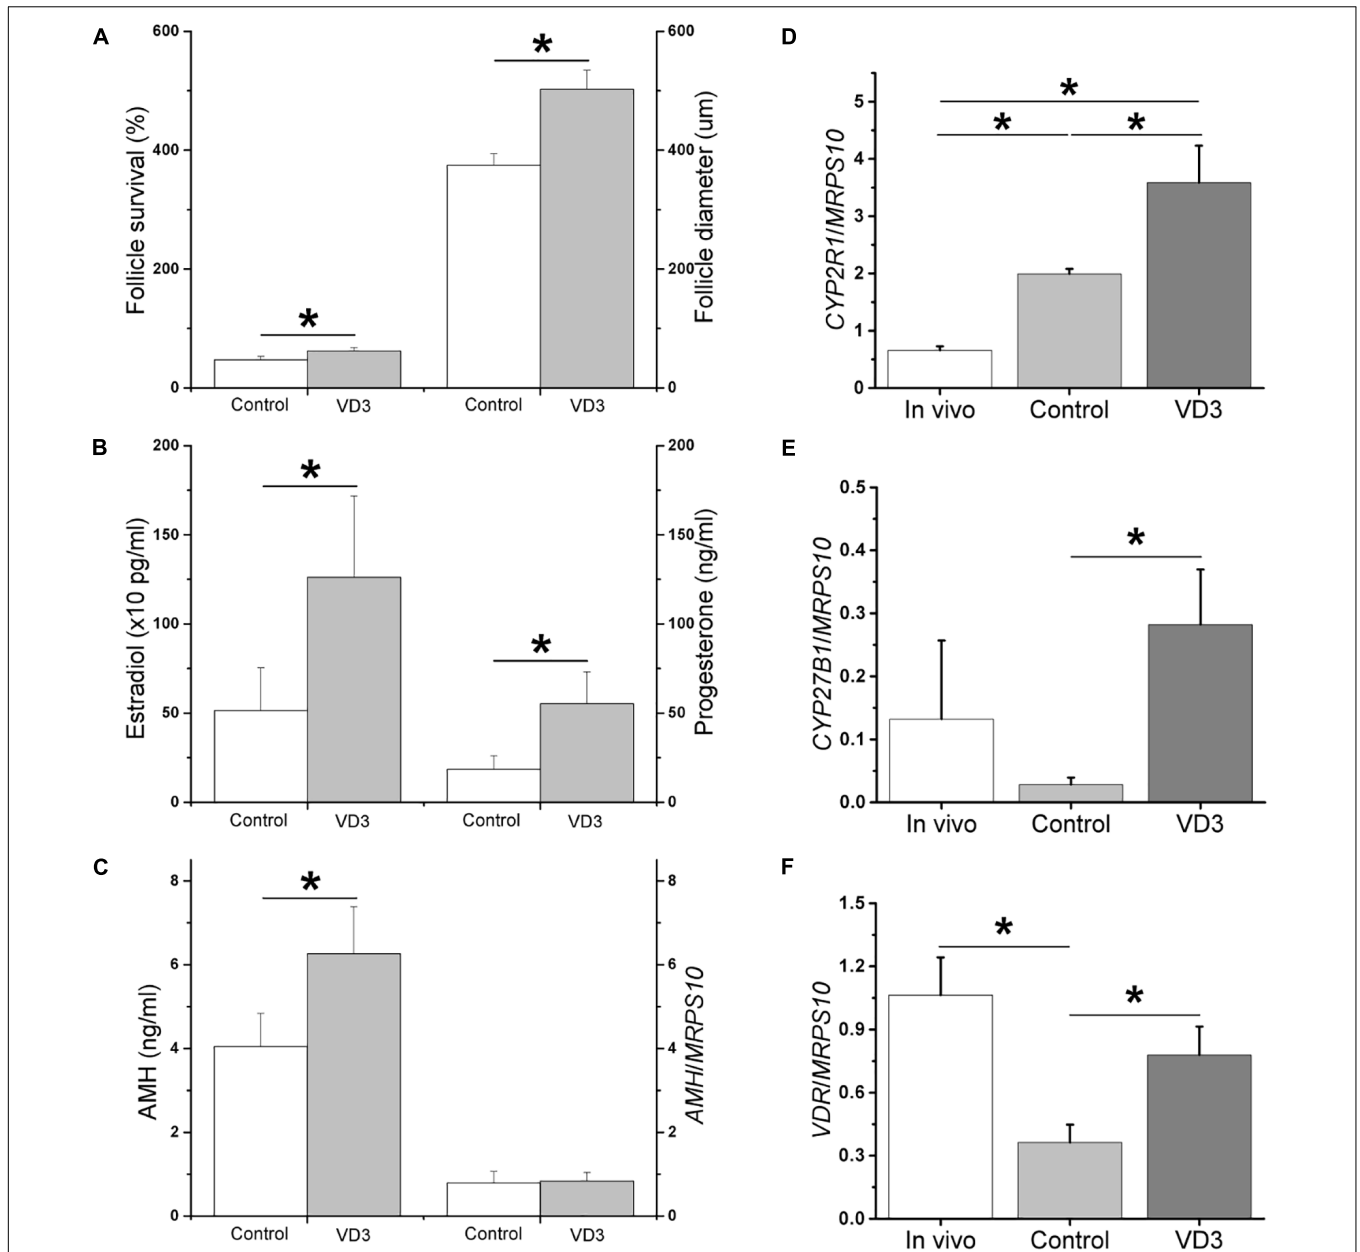 A
600
400
200
0
Follicle survival (%)
*
*
600
400
200
0
Follicle diameter (um)
Control
VD3
Control
VD3
B
200
150
100
50
0
Estradiol (x10 pg/ml)
*
*
200
150
100
50
0
Progesterone (ng/ml)
Control
VD3
Control
VD3
C
8
6
4
2
0
AMH (ng/ml)
*
8
6
4
2
0
AMH/MRPS10
Control
VD3
Control
VD3
D
5
4
3
2
1
0
CYP2R1/MRPS10
*
*
*
In vivo
Control
VD3
E
0.5
0.4
0.3
0.2
0.1
0.0
CYP27B1/MRPS10
*
In vivo
Control
VD3
F
1.5
1.2
0.9
0.6
0.3
0.0
VDR/MRPS10
*
*
In vivo
Control
VD3